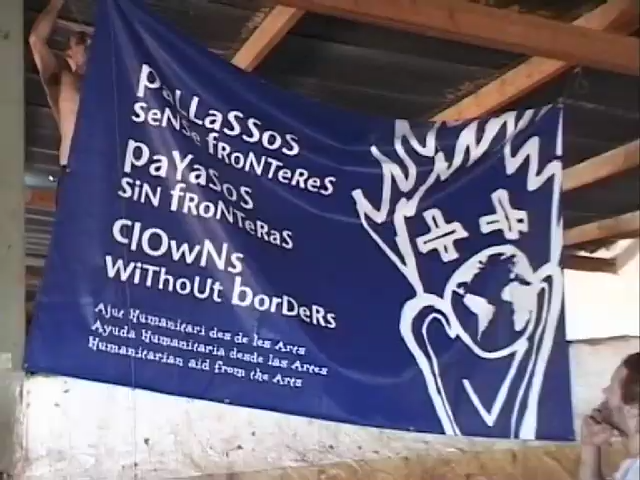 paLLaSSoS
SeNSe fRoNTeReS
paYaSoS
SiN fRoNTeRaS
ClOwNs
WiThoUt borDeRs
Ajut Humanitari des de les Arts
Ayuda Humanitaria desde las Artes
Humanitarian aid from the Arts